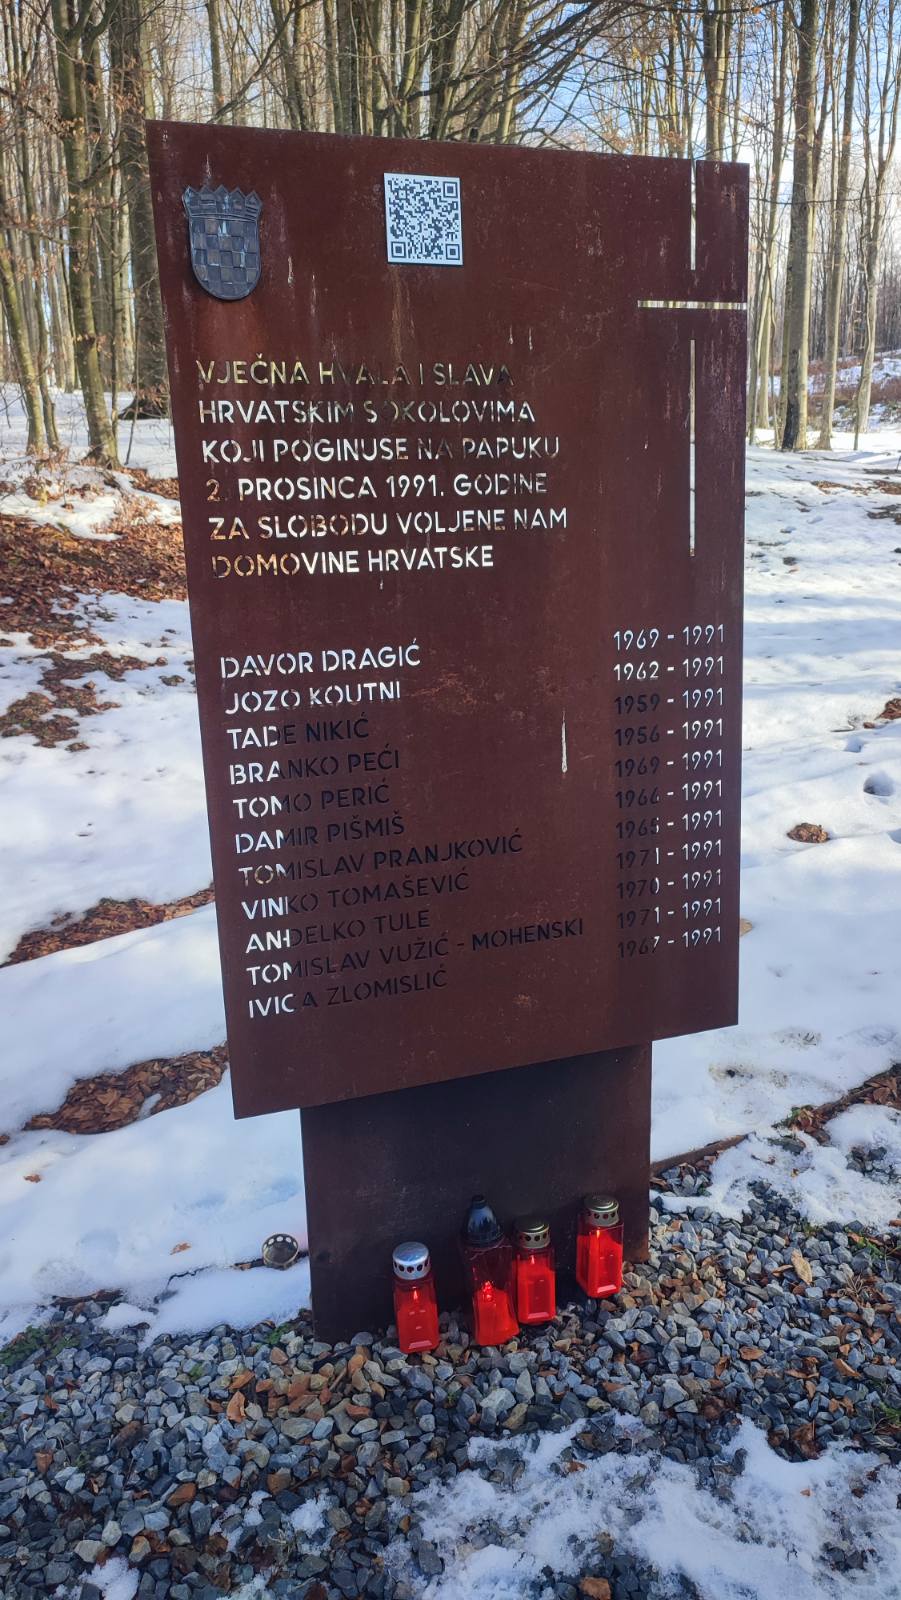 VJEČNA HVALA I SLAVA
HRVATSKIM SOKOLOVIMA
KOJI POGINUSE NA PAPUKU
2. PROSINCA 1991. GODINE
ZA SLOBODU VOLJENE NAM
DOMOVINE HRVATSKE
DAVOR DRAGIĆ 1969 - 1991
JOZO KOUTNI 1962 - 1991
TADE NIKIĆ 1959 - 1991
BRANKO PEĆI 1956 - 1991
TOMO PERIĆ 1969 - 1991
DAMIR PIŠMIŠ 1966 - 1991
TOMISLAV PRANJKOVIĆ 1965 - 1991
VINKO TOMAŠEVIĆ 1971 - 1991
ANĐELKO TULE 1970 - 1991
TOMISLAV VUŽIĆ - MOHENSKI 1971 - 1991
IVICA ZLOMISLIĆ 1967 - 1991